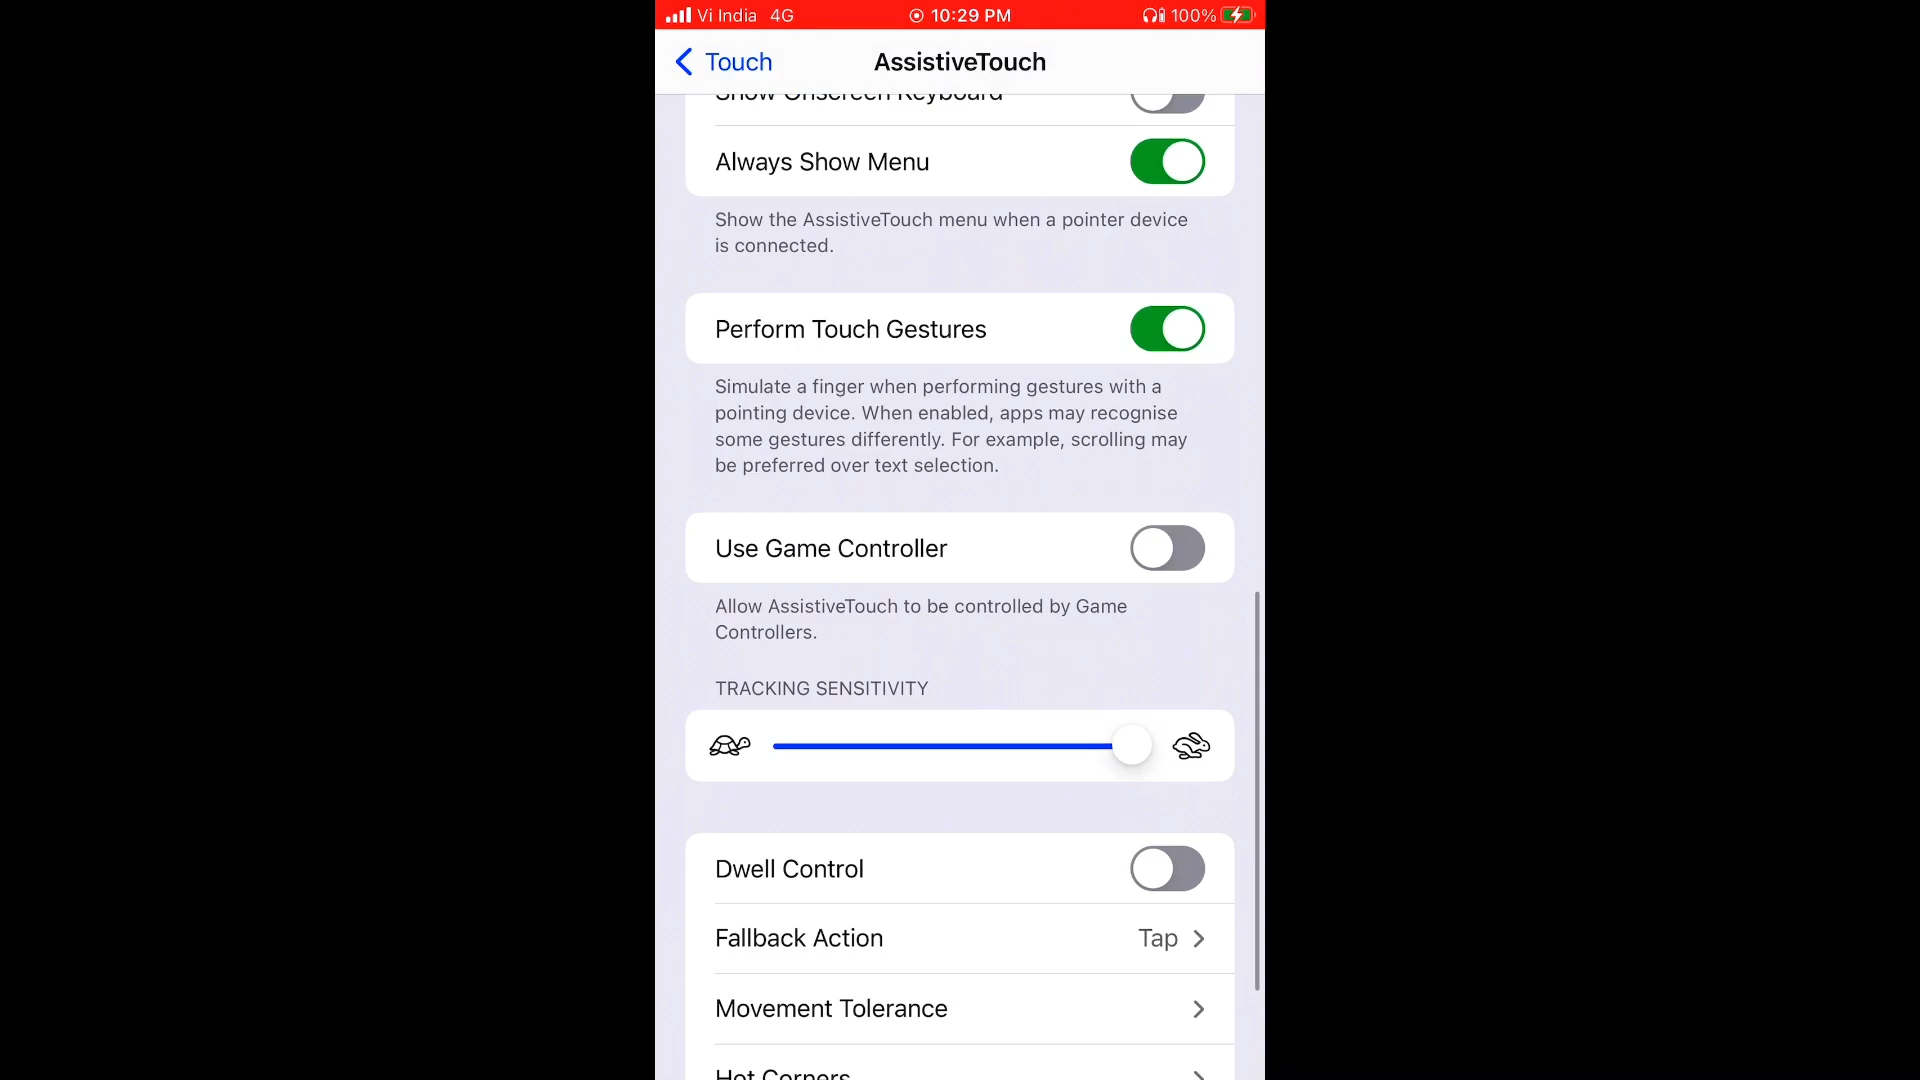 Vi India 4G 10:29 PM 100%
Touch AssistiveTouch
Show Onscreen Keyboard
Always Show Menu
Show the AssistiveTouch menu when a pointer device
is connected.
Perform Touch Gestures
Simulate a finger when performing gestures with a
pointing device. When enabled, apps may recognise
some gestures differently. For example, scrolling may
be preferred over text selection.
Use Game Controller
Allow AssistiveTouch to be controlled by Game
Controllers.
TRACKING SENSITIVITY
Dwell Control
Fallback Action Tap
Movement Tolerance
Hot Corners